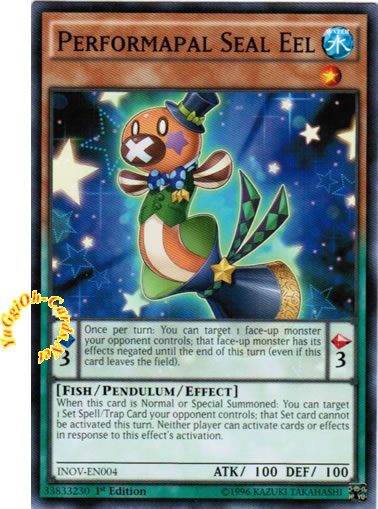 PERFORMAPAL SEAL EEL
WATER
水
Once per turn: You can target 1 face-up monster
your opponent controls; that face-up monster has its
effects negated until the end of this turn (even if this
card leaves the field).
3
3
[FISH/PENDULUM/EFFECT]
When this card is Normal or Special Summoned: You can target
1 Set Spell/Trap Card your opponent controls; that Set card cannot
be activated this turn. Neither player can activate cards or effects
in response to this effect's activation.
INOV-EN004
ATK/ 100 DEF/ 100
33833230
1st Edition
©1996 KAZUKI TAKAHASHI
YuGgiOh-Cards.Net